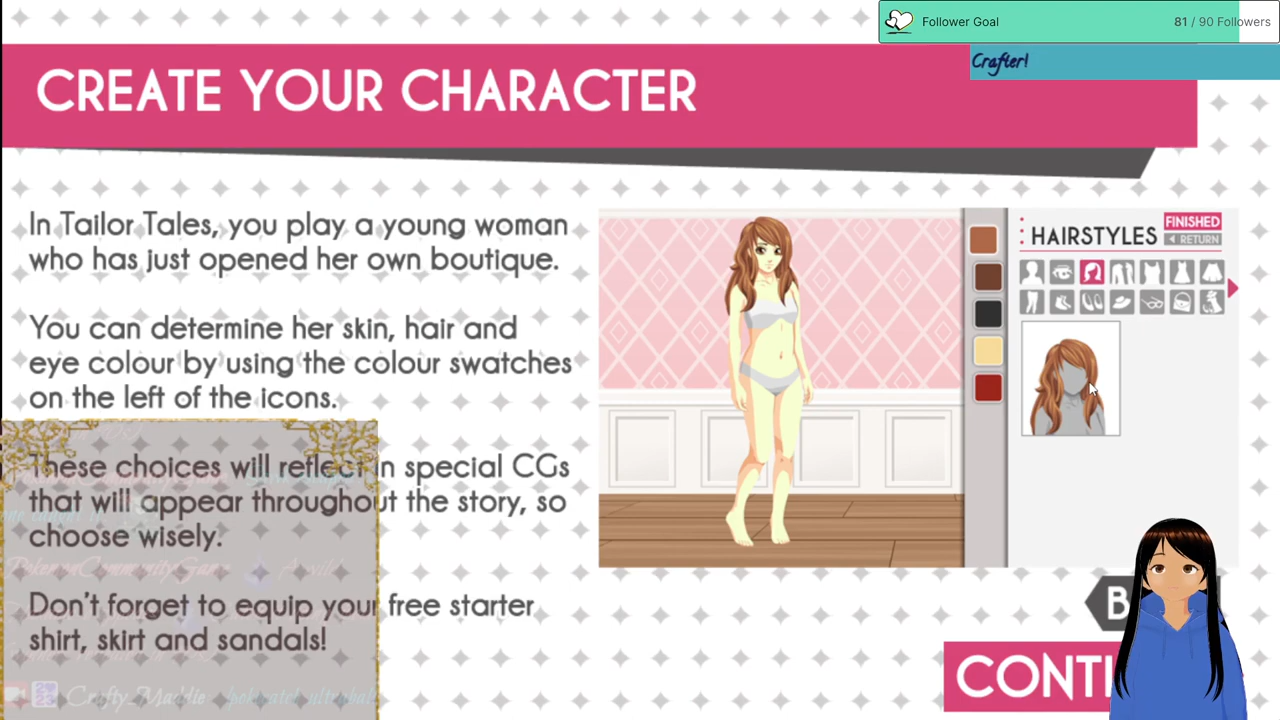 Follower Goal 81 / 90 Followers
Crafter!
CREATE YOUR CHARACTER
In Tailor Tales, you play a young woman
who has just opened her own boutique.
You can determine her skin, hair and
eye colour by using the colour swatches
on the left of the icons.
These choices will reflect in special CGs
that will appear throughout the story, so
choose wisely.
Don't forget to equip your free starter
shirt, skirt and sandals!
HAIRSTYLES
FINISHED
RETURN
B
CONTI
PokemonCommunityGame
Crafty_Maddie